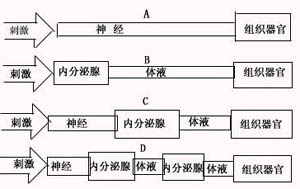 A
刺激 神 经 组织器官
B
刺激 内分泌腺 体液 组织器官
C
刺激 神经 内分泌腺 体液 组织器官
D
刺激 神经 内分泌腺 体液 内分泌腺 体液 组织器官